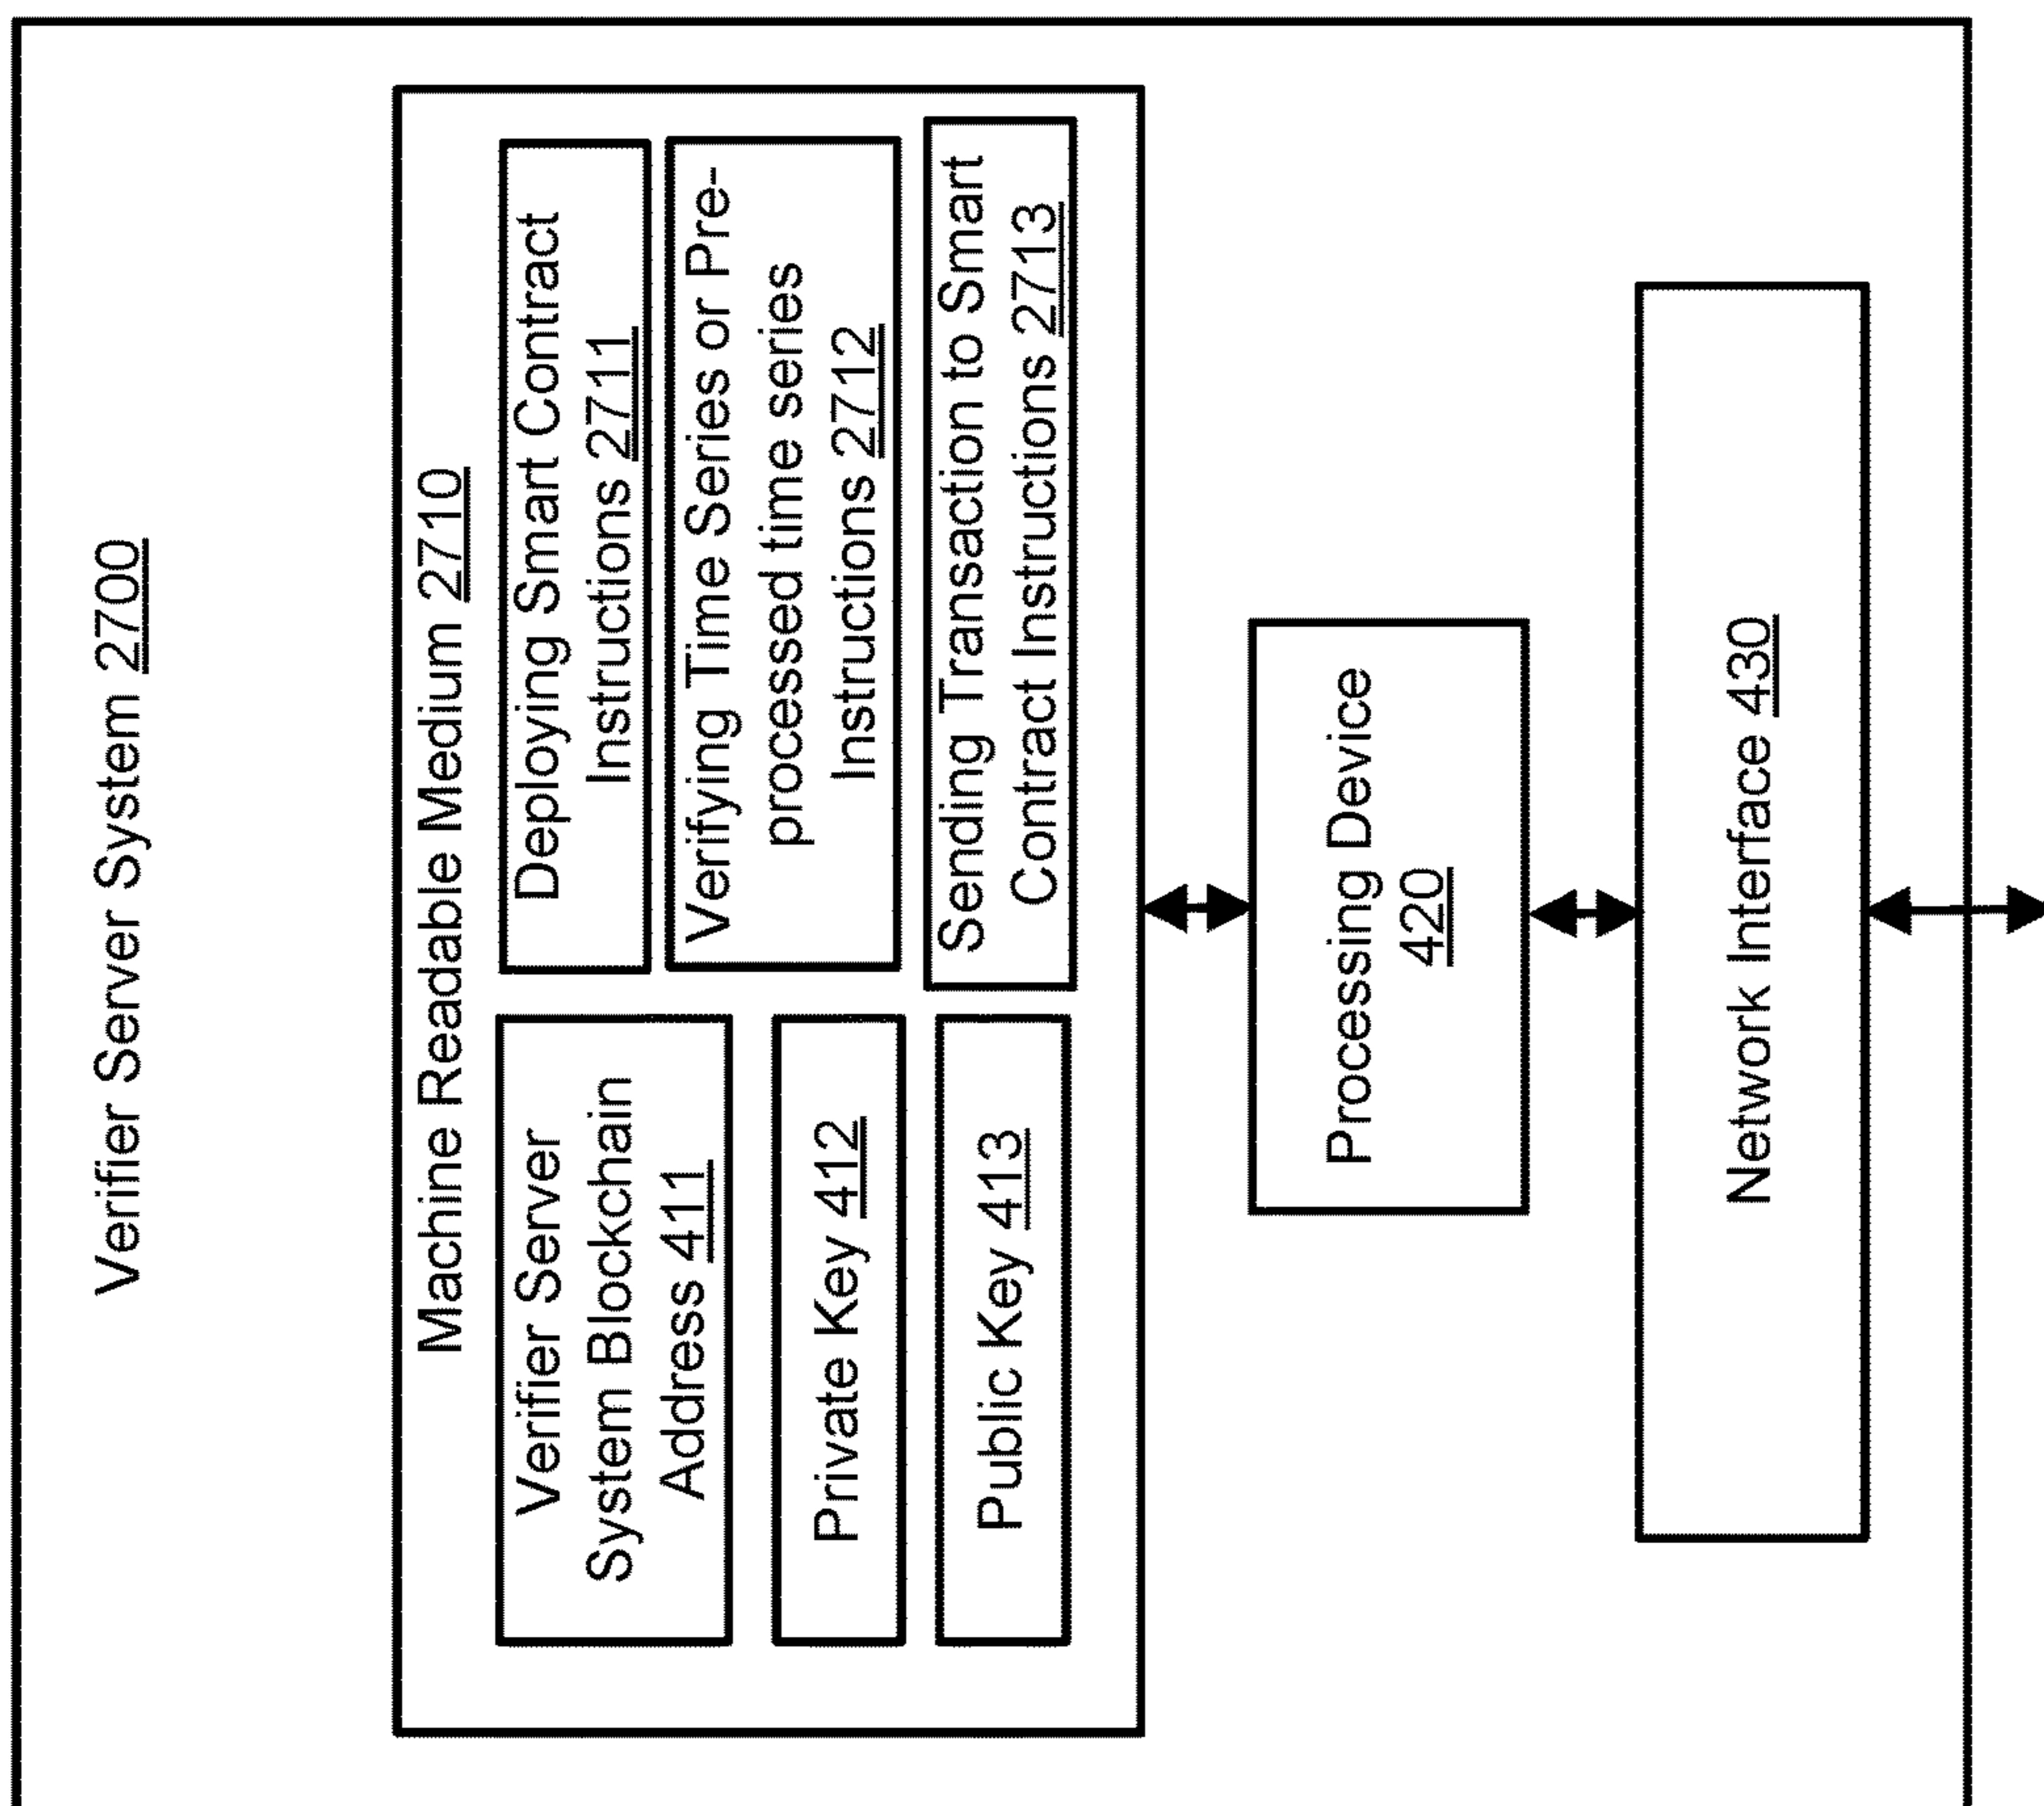 Verifier Server System 2700
Machine Readable Medium 2710
Verifier Server
System Blockchain
Address 411
Private Key 412
Public Key 413
Deploying Smart Contract
Instructions 2711
Verifying Time Series or Pre-
processed time series
Instructions 2712
Sending Transaction to Smart
Contract Instructions 2713
Processing Device
420
Network Interface 430